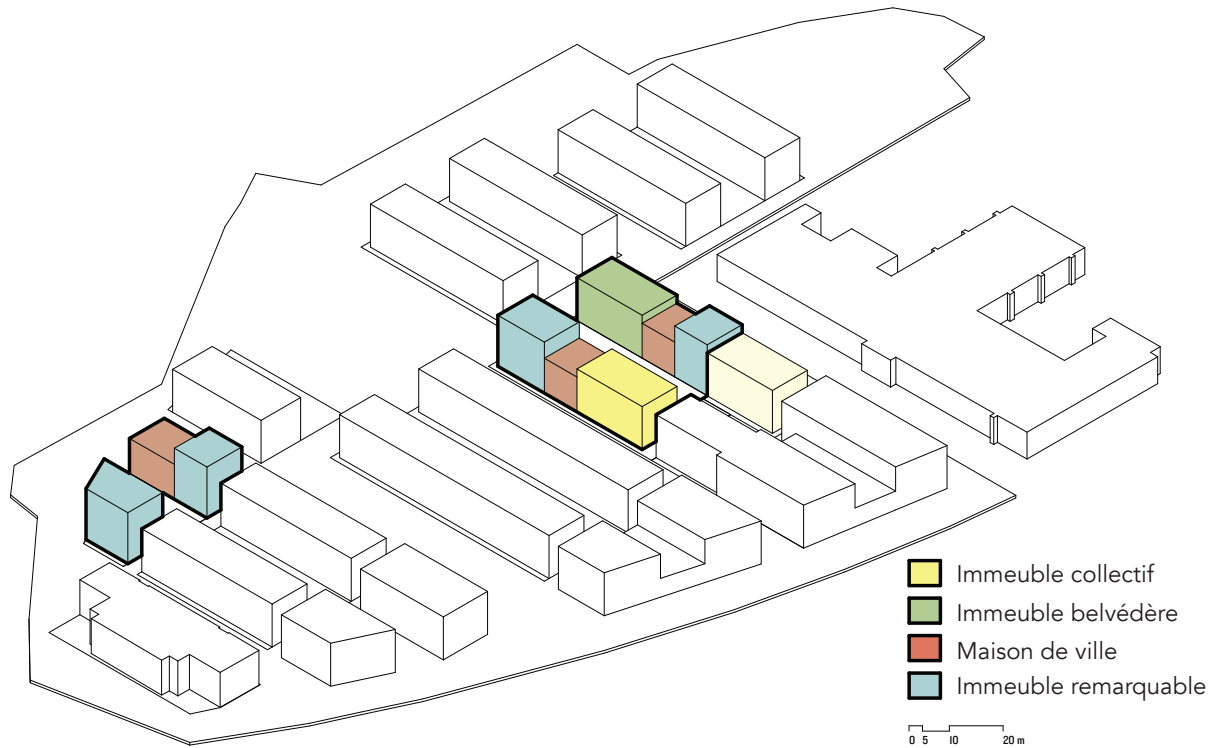 Immeuble collectif
Immeuble belvédère
Maison de ville
Immeuble remarquable
0 5 10 20 m